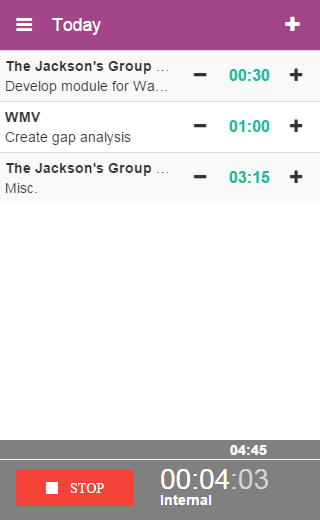 Today
The Jackson's Group ...
Develop module for Wa...
00:30
WMV
Create gap analysis
01:00
The Jackson's Group ...
Misc.
03:15
04:45
STOP
00:04:03
Internal